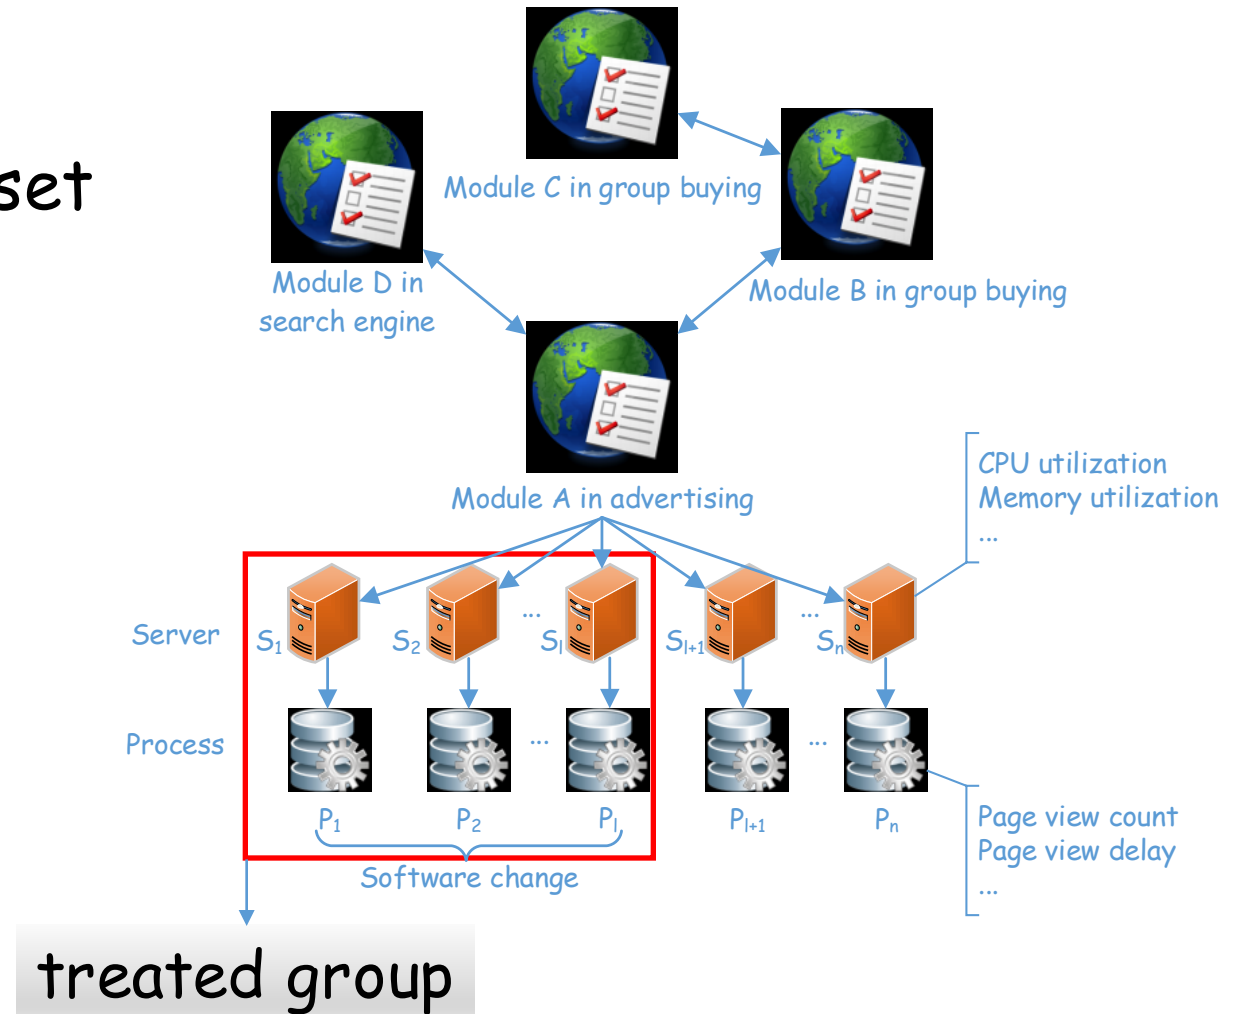 set
Module C in group buying
Module D in
search engine
Module B in group buying
Module A in advertising
CPU utilization
Memory utilization
...
Server
S1
S2
...
Sl
Sl+1
...
Sn
Process
...
...
P1
P2
Pl
Pl+1
Pn
Page view count
Page view delay
...
Software change
treated group